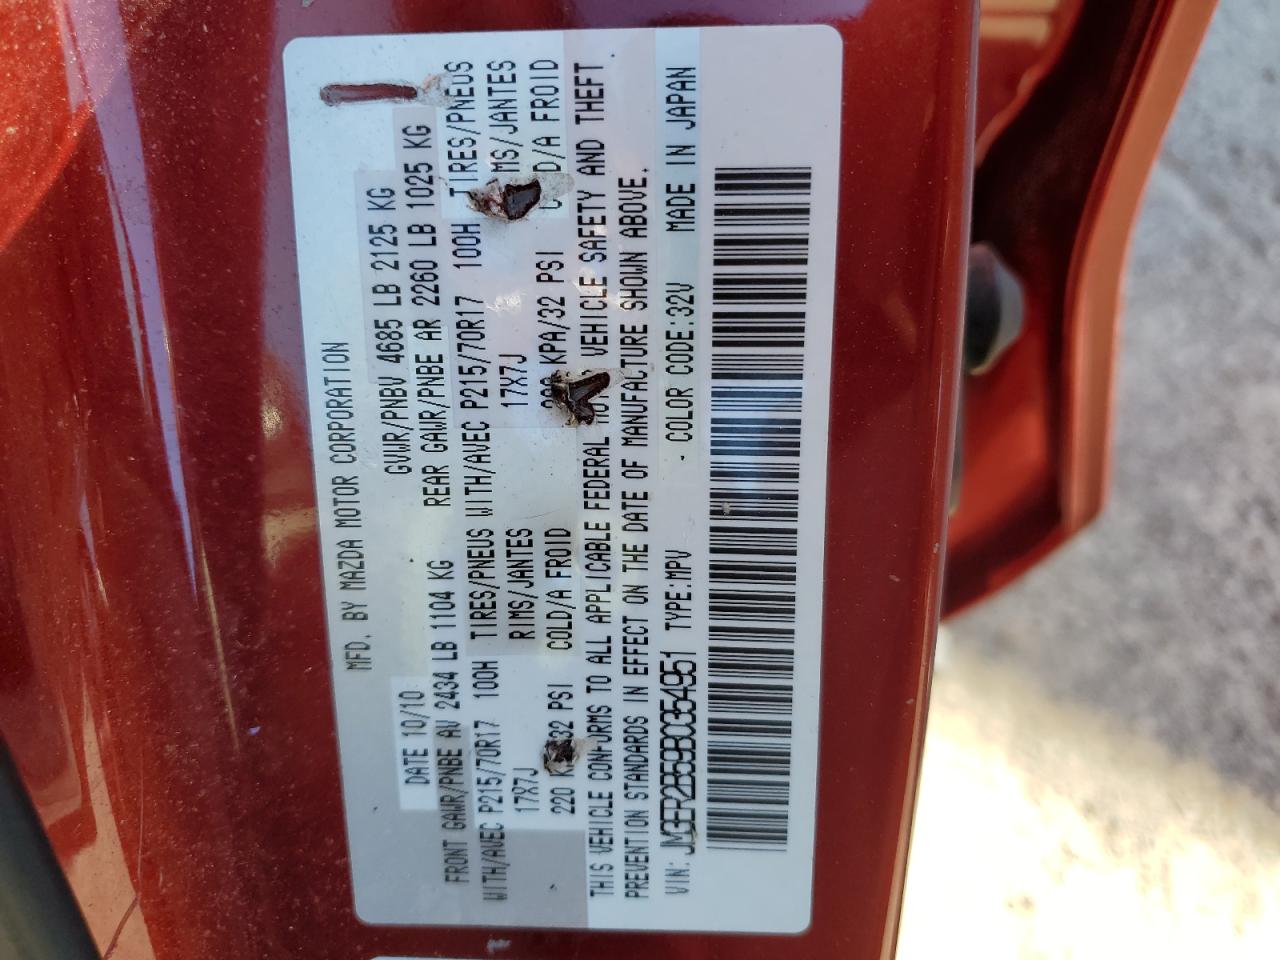 MFD. BY MAZDA MOTOR CORPORATION
DATE 10/10 GVWR/PNBV 4685 LB 2125 KG
FRONT GAWR/PNBE AV 2434 LB 1104 KG REAR GAWR/PNBE AR 2260 LB 1025 KG
WITH/AVEC P215/70R17 100H TIRES/PNEUS WITH/AVEC P215/70R17 100H TIRES/PNEUS
17X7J RIMS/JANTES 17X7J MS/JANTES
220 32 PSI COLD/A FROID KPA/32 PSI D/A FROID
THIS VEHICLE CONFORMS TO ALL APPLICABLE FEDERAL VEHICLE SAFETY AND THEFT
PREVENTION STANDARDS IN EFFECT ON THE DATE OF MANUFACTURE SHOWN ABOVE.
VIN: TYPE:MPV - COLOR CODE:32V MADE IN JAPAN